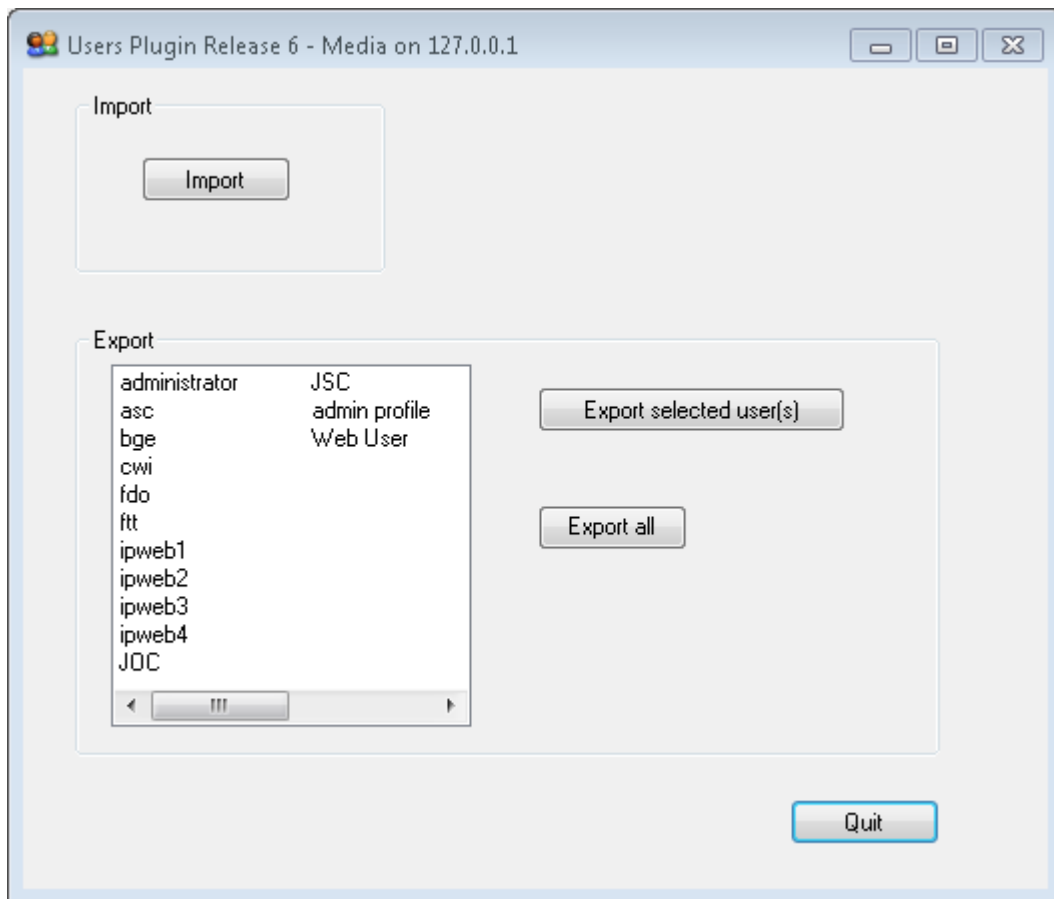 Users Plugin Release 6 - Media on 127.0.0.1
Import
Import
Export
administrator
asc
bge
cwi
fdo
ftt
ipweb1
ipweb2
ipweb3
ipweb4
JOC
JSC
admin profile
Web User
Export selected user(s)
Export all
Quit